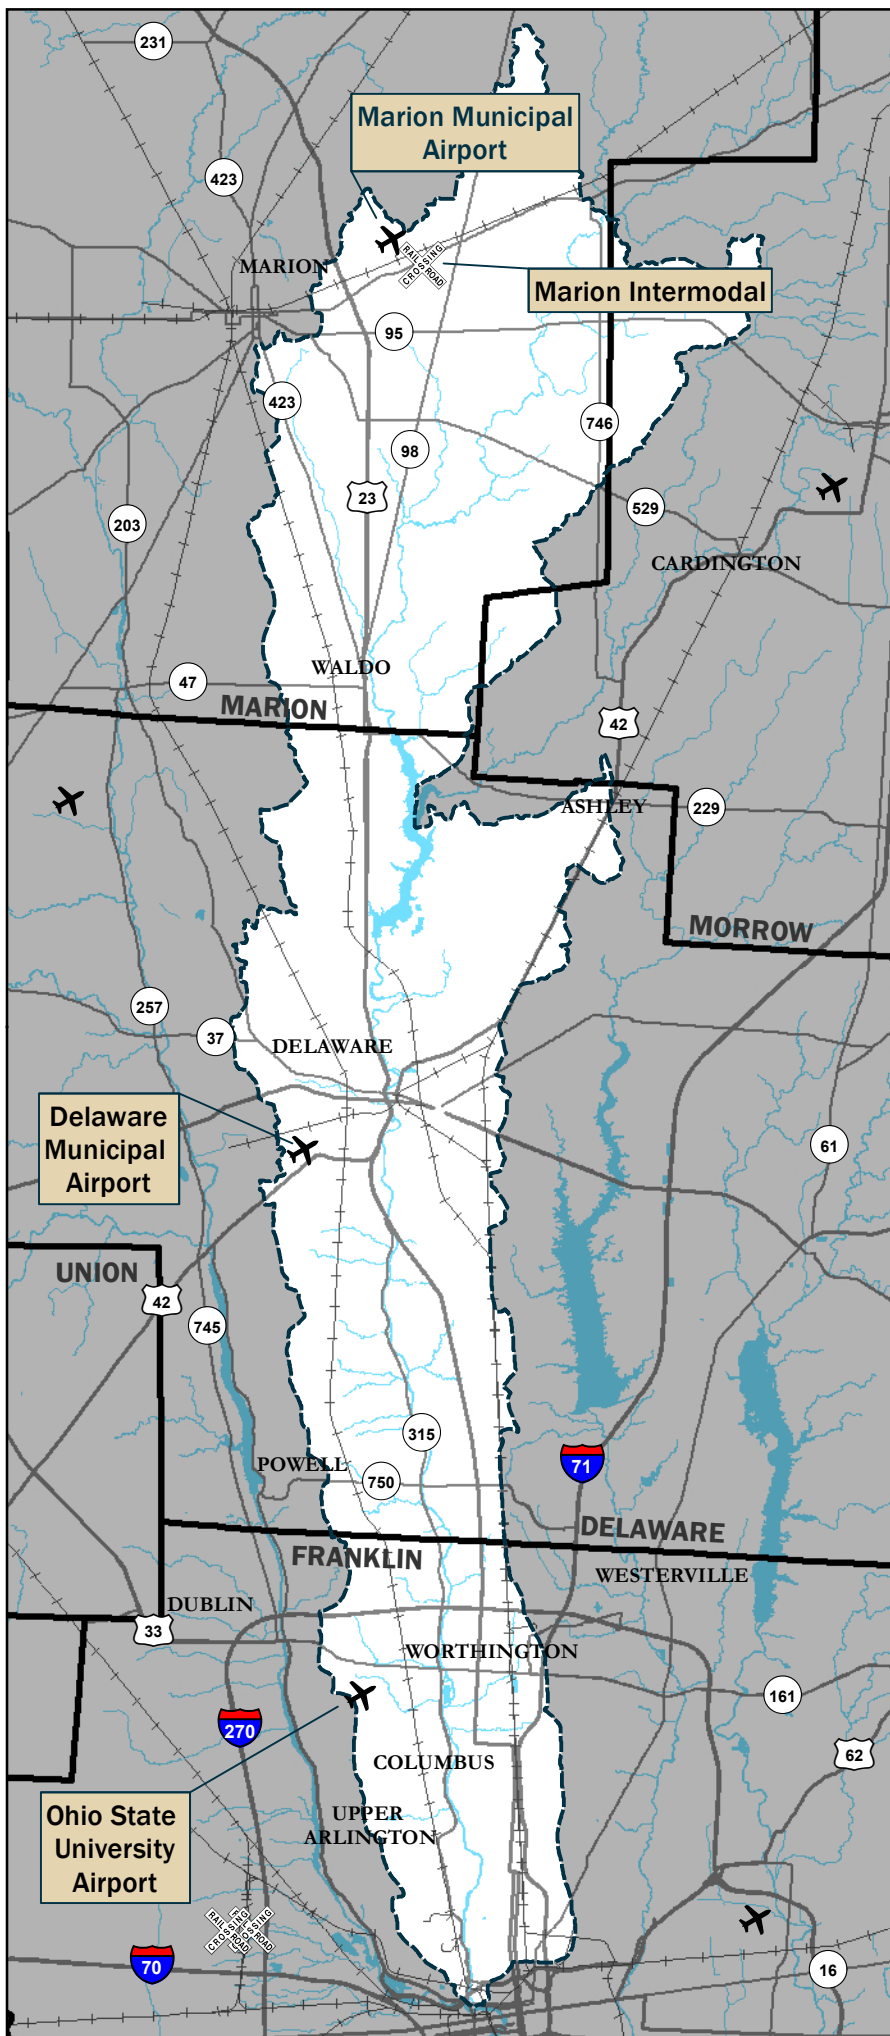 231
Marion Municipal
Airport
423
MARION
RAIL ROAD
CROSSING
Marion Intermodal
95
423
746
98
23
203
529
CARDINGTON
WALDO
47
MARION
42
ASHLEY
229
MORROW
257
37
DELAWARE
Delaware
Municipal
Airport
61
UNION
42
745
315
POWELL
750
71
DELAWARE
FRANKLIN
WESTERVILLE
DUBLIN
33
WORTHINGTON
161
270
62
COLUMBUS
Ohio State
University
Airport
UPPER
ARLINGTON
RAIL ROAD
CROSSING
CROSSING
70
16